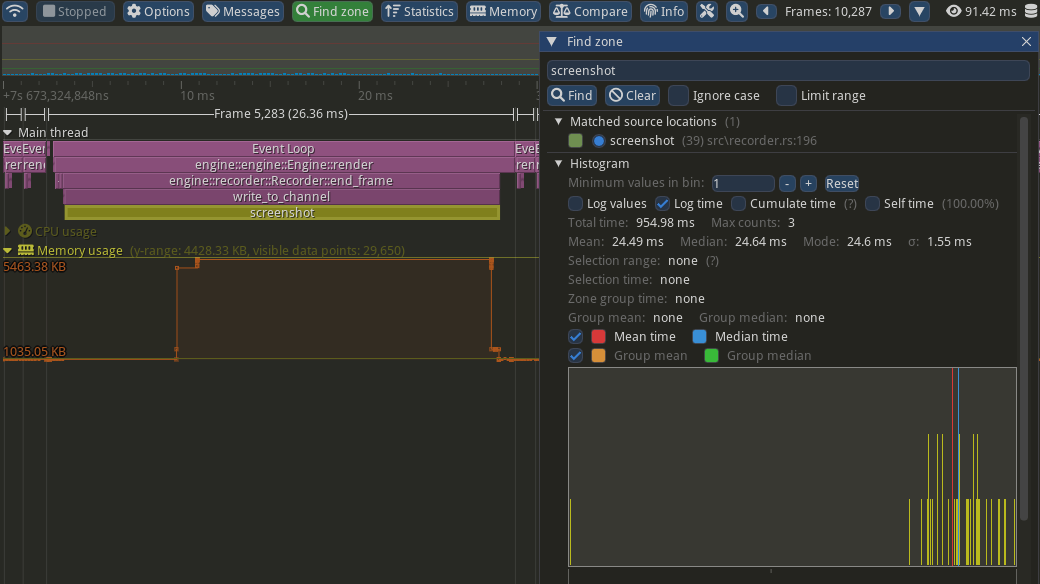 Stopped Options Messages Find zone Statistics Memory Compare Info Frames: 10,287 91.42 ms
Find zone
screenshot
Find Clear Ignore case Limit range
Matched source locations (1)
screenshot (39) src\recorder.rs:196
Histogram
Minimum values in bin: 1 - + Reset
Log values Log time Cumulate time (?) Self time (100.00%)
Total time: 954.98 ms Max counts: 3
Mean: 24.49 ms Median: 24.64 ms Mode: 24.6 ms σ: 1.55 ms
Selection range: none (?)
Selection time: none
Zone group time: none
Group mean: none Group median: none
Mean time Median time
Group mean Group median
+7s 673,324,848ns 10 ms 20 ms
Frame 5,283 (26.36 ms)
Main thread
Eve Ever Event Loop Eve E
ren rene engine::engine::Engine::render ren
engine::recorder::Recorder::end_frame
write_to_channel
screenshot
CPU usage
Memory usage (y-range: 4428.33 KB, visible data points: 29,650)
5463.38 KB
1035.05 KB